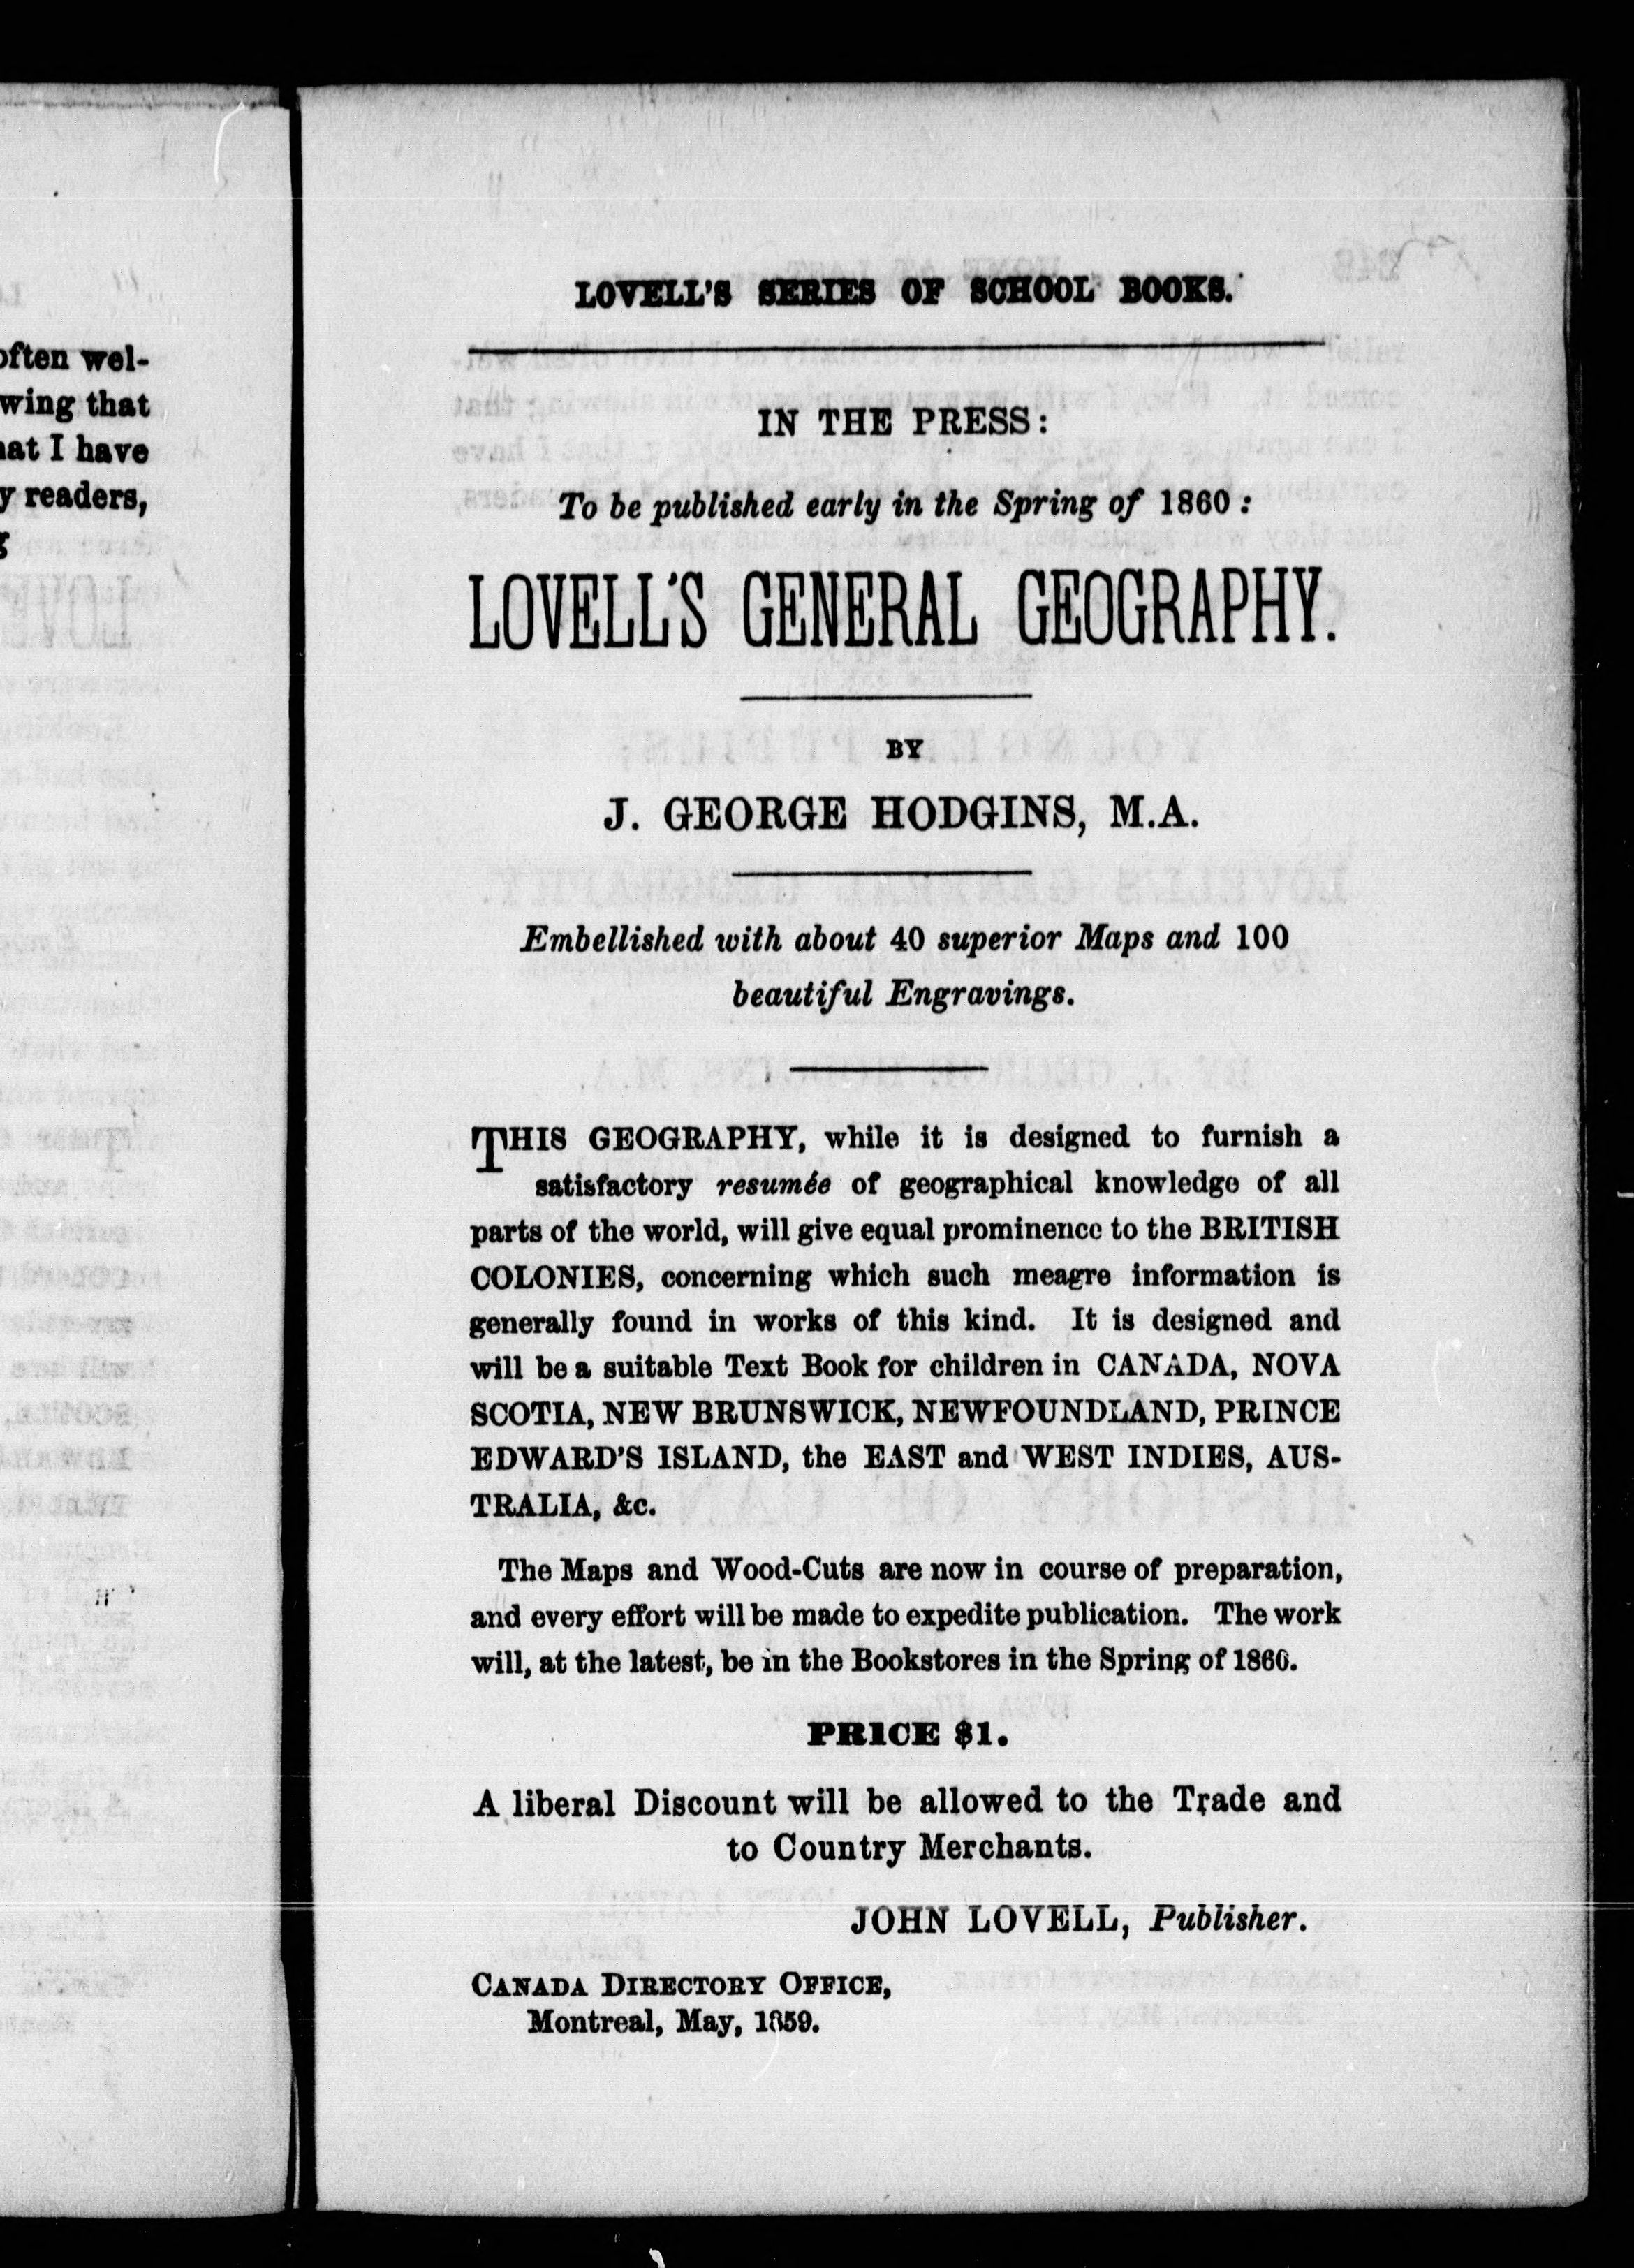 often wel-
wing that
at I have
y readers,
LOVELL'S SERIES OF SCHOOL BOOKS.
IN THE PRESS:
To be published early in the Spring of 1860:
LOVELL'S GENERAL GEOGRAPHY.
BY
J. GEORGE HODGINS, M.A.
Embellished with about 40 superior Maps and 100
beautiful Engravings.
THIS GEOGRAPHY, while it is designed to furnish a
satisfactory resumée of geographical knowledge of all
parts of the world, will give equal prominence to the BRITISH
COLONIES, concerning which such meagre information is
generally found in works of this kind. It is designed and
will be a suitable Text Book for children in CANADA, NOVA
SCOTIA, NEW BRUNSWICK, NEWFOUNDLAND, PRINCE
EDWARD'S ISLAND, the EAST and WEST INDIES, AUS-
TRALIA, &c.
The Maps and Wood-Cuts are now in course of preparation,
and every effort will be made to expedite publication. The work
will, at the latest, be in the Bookstores in the Spring of 1860.
PRICE $1.
A liberal Discount will be allowed to the Trade and
to Country Merchants.
JOHN LOVELL, Publisher.
CANADA DIRECTORY OFFICE,
Montreal, May, 1859.